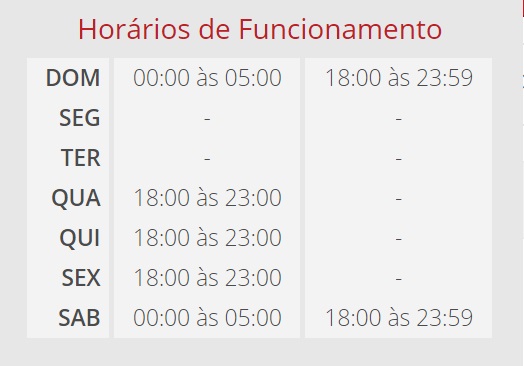 Horários de Funcionamento
DOM 00:00 às 05:00 18:00 às 23:59
SEG - -
TER - -
QUA 18:00 às 23:00 -
QUI 18:00 às 23:00 -
SEX 18:00 às 23:00 -
SAB 00:00 às 05:00 18:00 às 23:59